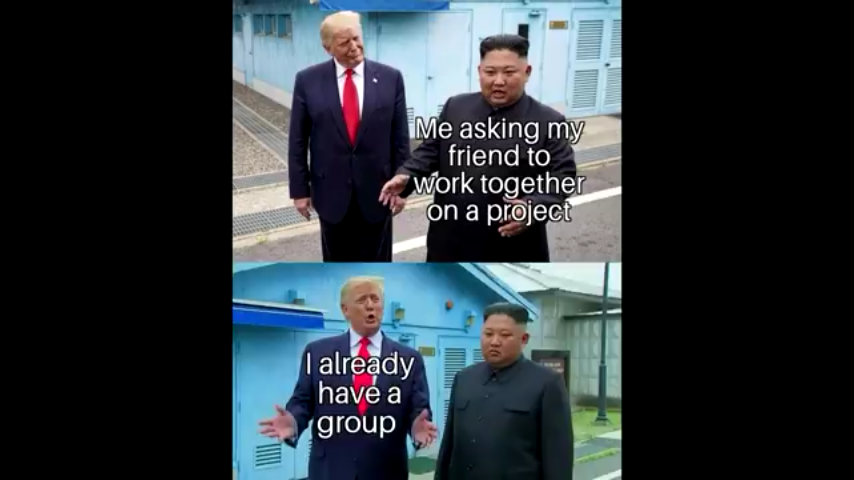 Me asking my
friend to
work together
on a project
I already
have a
group